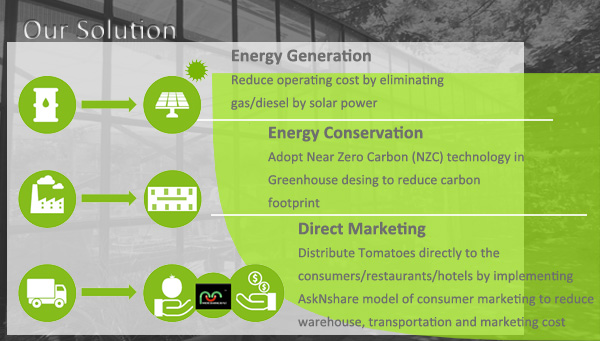 Our Solution
Energy Generation
Reduce operating cost by eliminating
gas/diesel by solar power
Energy Conservation
Adopt Near Zero Carbon (NZC) technology in
Greenhouse desing to reduce carbon
footprint
Direct Marketing
Distribute Tomatoes directly to the
consumers/restaurants/hotels by implementing
AskNshare model of consumer marketing to reduce
warehouse, transportation and marketing cost